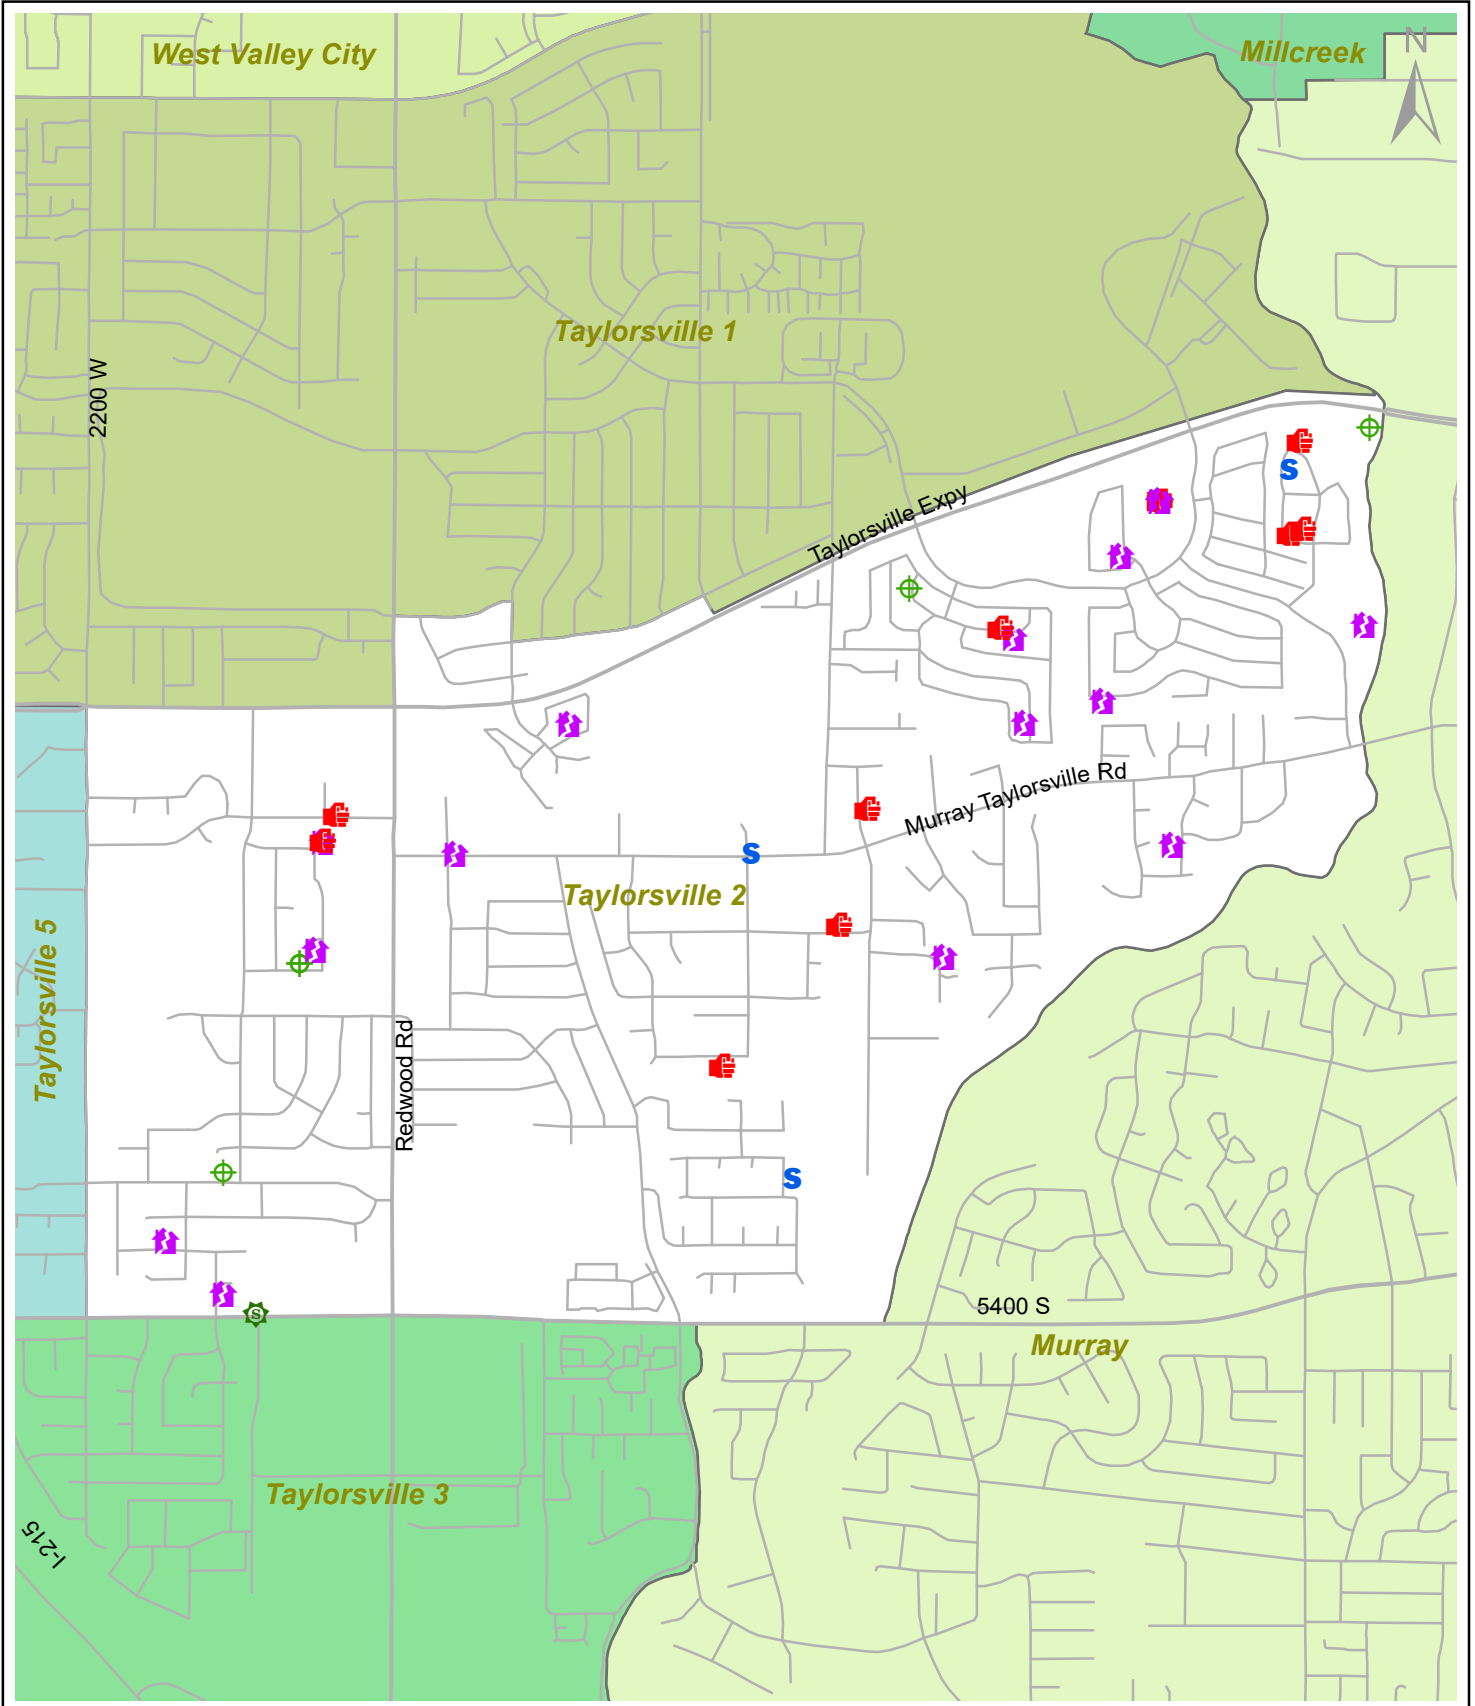 West Valley City
Millcreek
N
Taylorsville 1
2200 W
S
Taylorsville Expy
Murray Taylorsville Rd
S
Taylorsville 2
Taylorsville 5
Redwood Rd
S
5400 S
S
Murray
Taylorsville 3
I-215